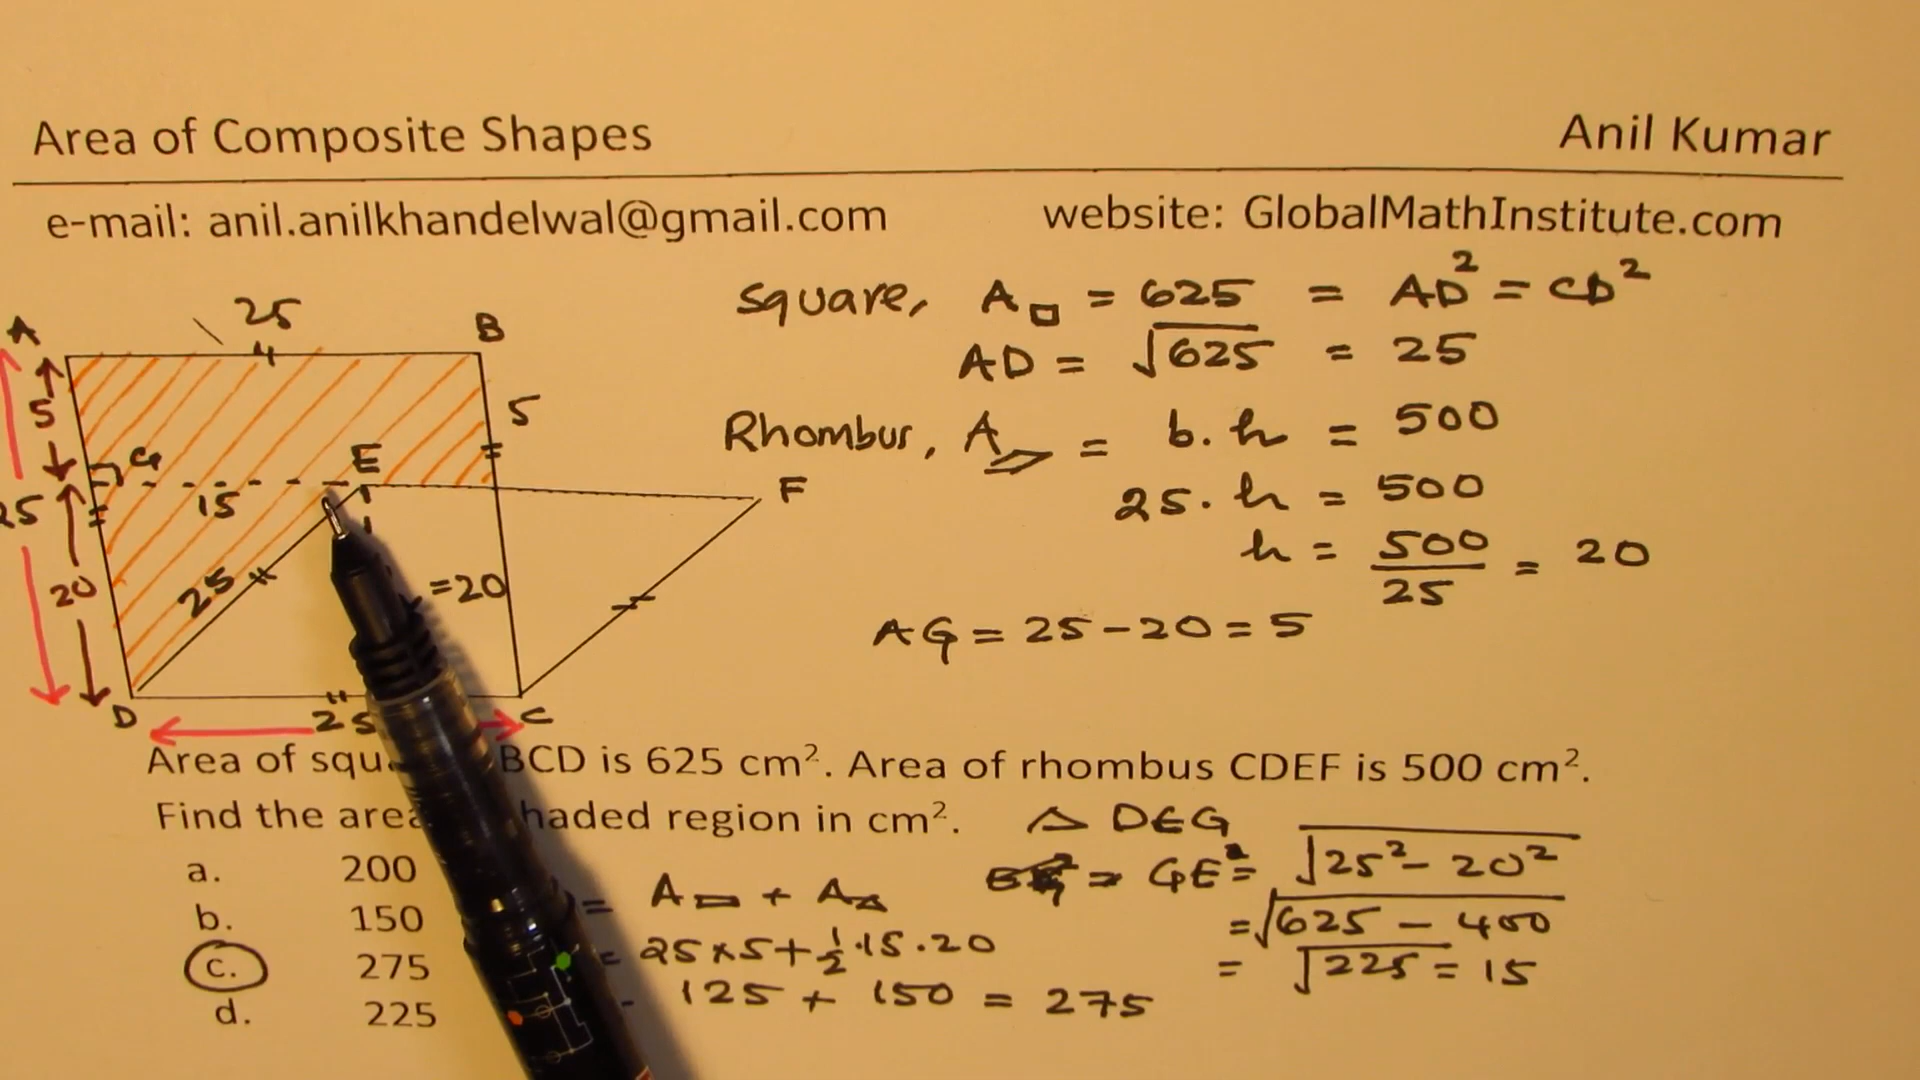 Area of Composite Shapes Anil Kumar
e-mail: anil.anilkhandelwal@gmail.com website: GlobalMathInstitute.com
square, A□ = 625 = AD² = CD²
AD = √625 = 25
Rhombus, A▱ = b.h = 500
25.h = 500
h = 500/25 = 20
AG = 25-20 = 5
25
A B
5 5
G E F
25 15
20 25 =20
D 25 C
Area of squ BCD is 625 cm². Area of rhombus CDEF is 500 cm².
Find the area haded region in cm².
a. 200
b. 150
c. 275
d. 225
= A▭ + A△
= 25×5+½·15·20
- 125 + 150 = 275
△ DEG
= GE² = √25²-20²
=√625 - 400
= √225 = 15